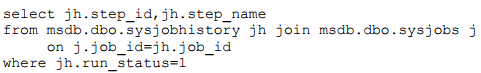 select jh.step_id,jh.step_name
from msdb.dbo.sysjobhistory jh join msdb.dbo.sysjobs j
on j.job_id=jh.job_id
where jh.run_status=1